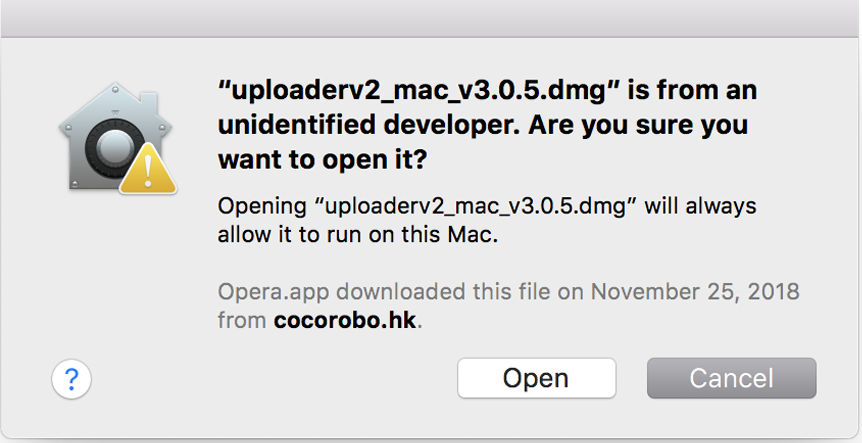 “uploaderv2_mac_v3.0.5.dmg” is from an
unidentified developer. Are you sure you
want to open it?
Opening “uploaderv2_mac_v3.0.5.dmg” will always
allow it to run on this Mac.
Opera.app downloaded this file on November 25, 2018
from cocorobo.hk.
?
Open
Cancel